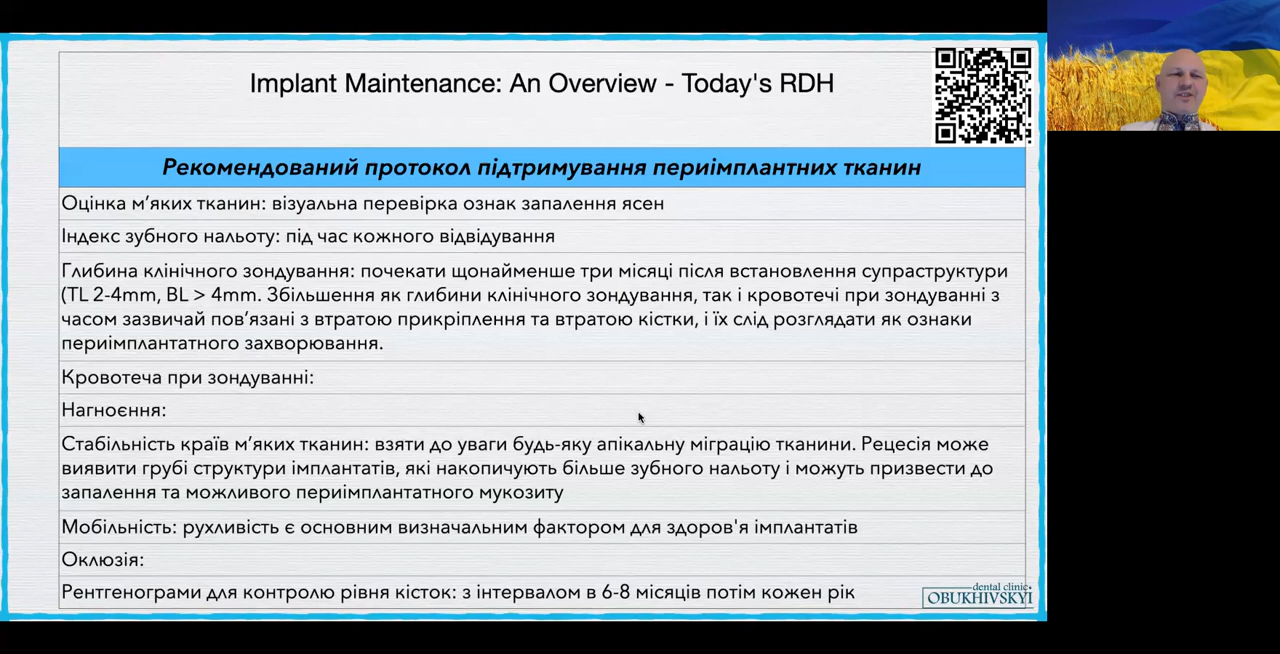 Implant Maintenance: An Overview - Today's RDH
Рекомендований протокол підтримування периімплантних тканин
Оцінка м’яких тканин: візуальна перевірка ознак запалення ясен
Індекс зубного нальоту: під час кожного відвідування
Глибина клінічного зондування: почекати щонайменше три місяці після встановлення супраструктури
(TL 2-4mm, BL > 4mm. Збільшення як глибини клінічного зондування, так і кровотечі при зондуванні з
часом зазвичай пов’язані з втратою прикріплення та втратою кістки, і їх слід розглядати як ознаки
периімплантатного захворювання.
Кровотеча при зондуванні:
Нагноєння:
Стабільність країв м’яких тканин: взяти до уваги будь-яку апікальну міграцію тканини. Рецесія може
виявити грубі структури імплантатів, які накопичують більше зубного нальоту і можуть призвести до
запалення та можливого периімплантатного мукозиту
Мобільність: рухливість є основним визначальним фактором для здоров'я імплантатів
Оклюзія:
Рентгенограми для контролю рівня кісток: з інтервалом в 6-8 місяців потім кожен рік
dental clinic
OBUKHIVSKYI